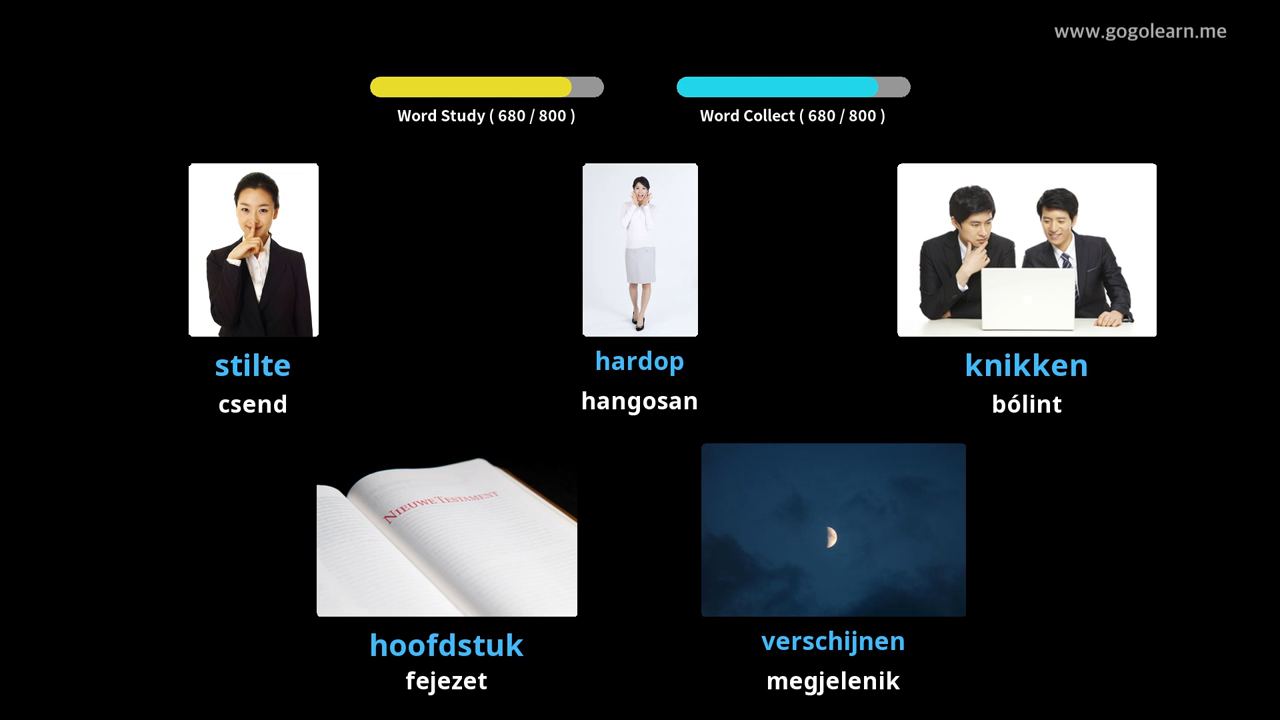 www.gogolearn.me
Word Study ( 680 / 800 )
Word Collect ( 680 / 800 )
stilte
csend
hardop
hangosan
knikken
bólint
NIEUWE TESTAMENT
hoofdstuk
fejezet
verschijnen
megjelenik